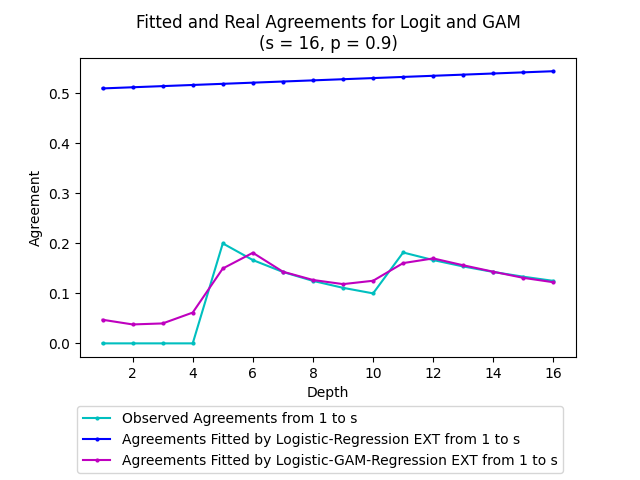 Fitted and Real Agreements for Logit and GAM
(s = 16, p = 0.9)
0.5
0.4
0.3
0.2
0.1
0.0
Agreement
2 4 6 8 10 12 14 16
Depth
Observed Agreements from 1 to s
Agreements Fitted by Logistic-Regression EXT from 1 to s
Agreements Fitted by Logistic-GAM-Regression EXT from 1 to s